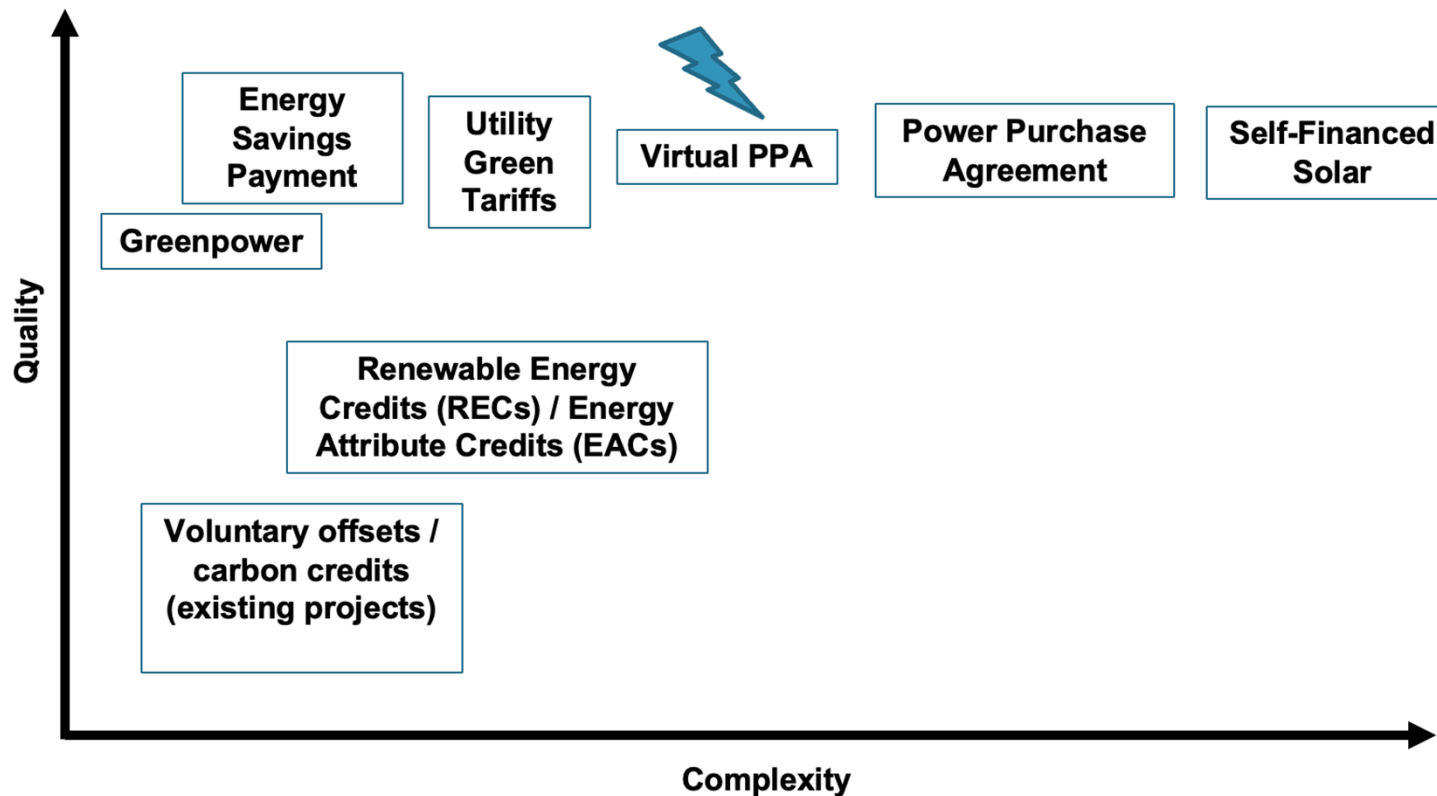 Energy
Savings
Payment
Utility
Green
Tariffs
Virtual PPA
Power Purchase
Agreement
Self-Financed
Solar
Greenpower
Quality
Renewable Energy
Credits (RECs) / Energy
Attribute Credits (EACs)
Voluntary offsets /
carbon credits
(existing projects)
Complexity